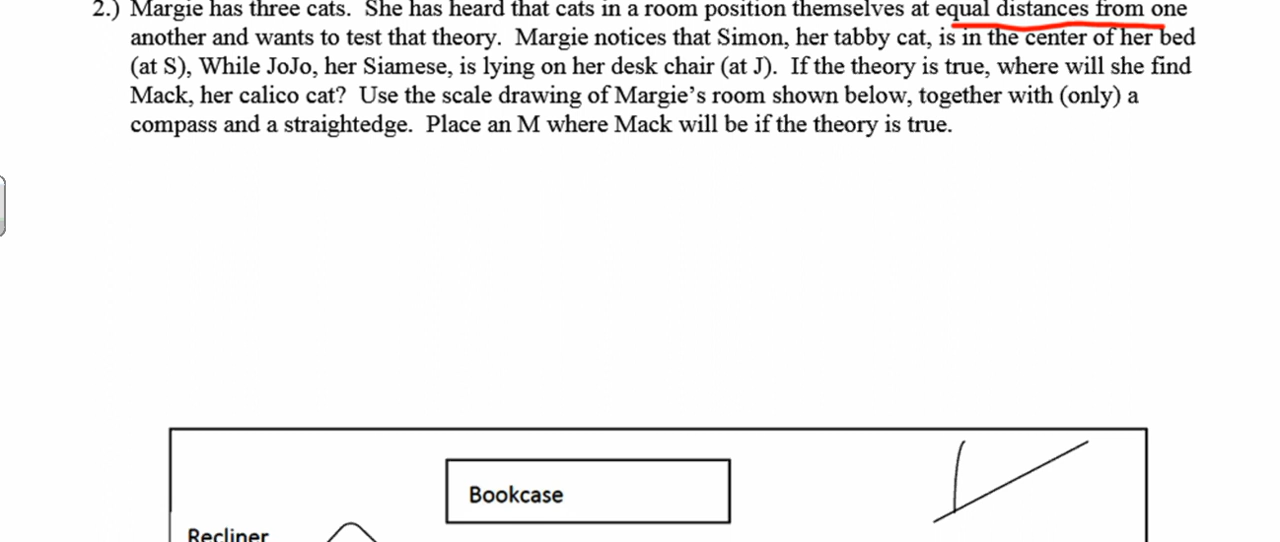 2.) Margie has three cats. She has heard that cats in a room position themselves at equal distances from one
another and wants to test that theory. Margie notices that Simon, her tabby cat, is in the center of her bed
(at S), While JoJo, her Siamese, is lying on her desk chair (at J). If the theory is true, where will she find
Mack, her calico cat? Use the scale drawing of Margie’s room shown below, together with (only) a
compass and a straightedge. Place an M where Mack will be if the theory is true.
Bookcase
Recliner